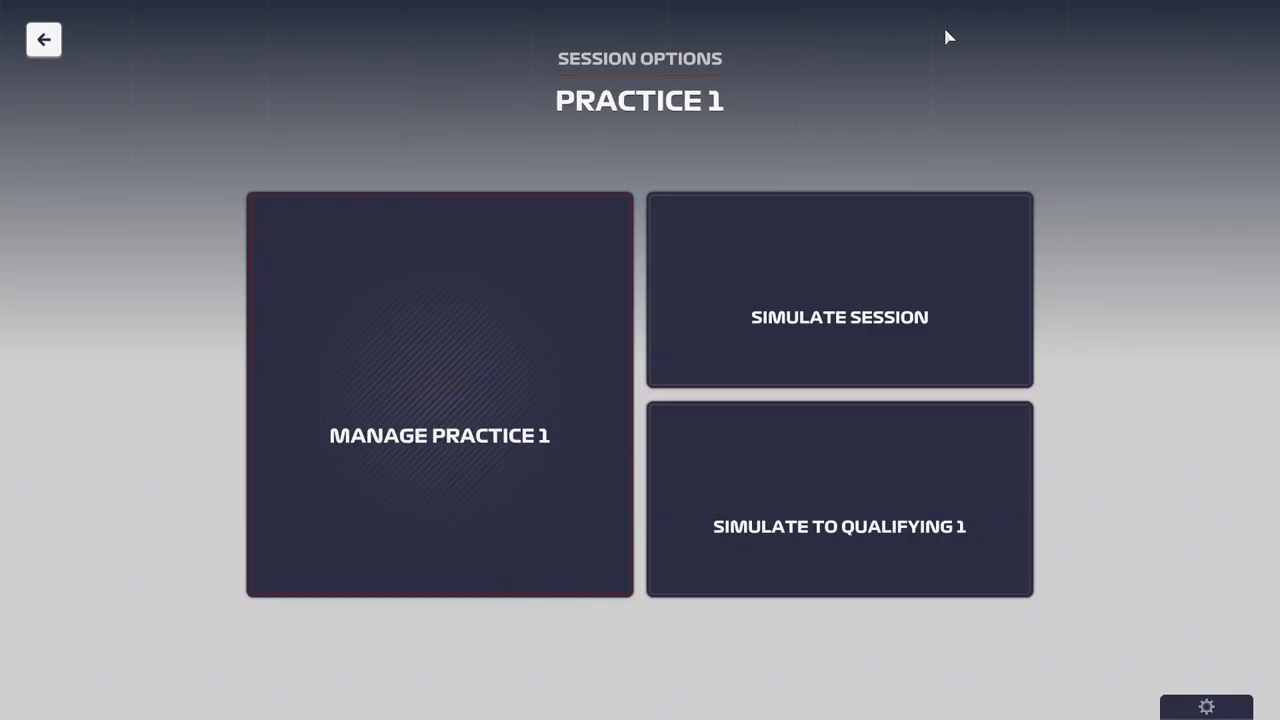 SESSION OPTIONS
PRACTICE 1
MANAGE PRACTICE 1
SIMULATE SESSION
SIMULATE TO QUALIFYING 1